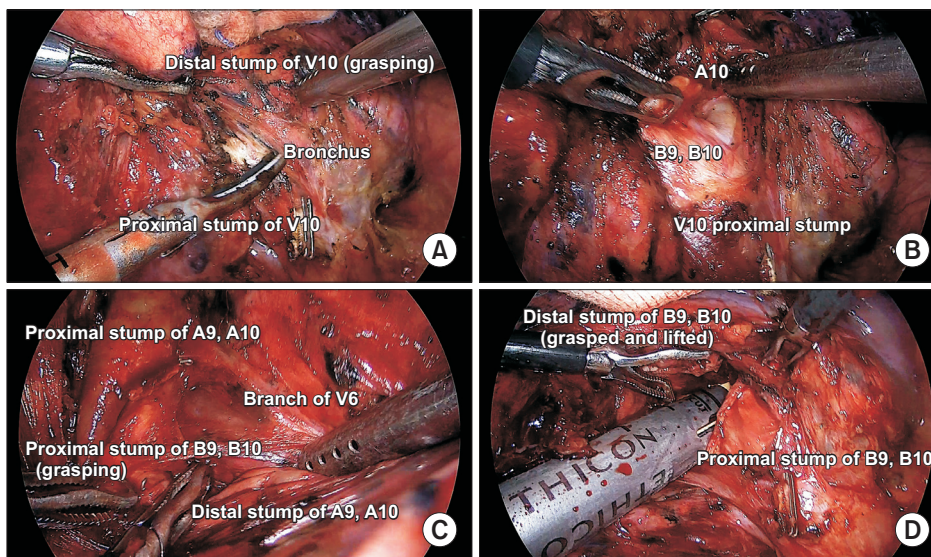 Distal stump of V10 (grasping)
Bronchus
Proximal stump of V10
A
A10
B9, B10
V10 proximal stump
B
Proximal stump of A9, A10
Branch of V6
Proximal stump of B9, B10
(grasping)
Distal stump of A9, A10
C
Distal stump of B9, B10
(grasped and lifted)
THICON
ETHICO
Proximal stump of B9, B10
D